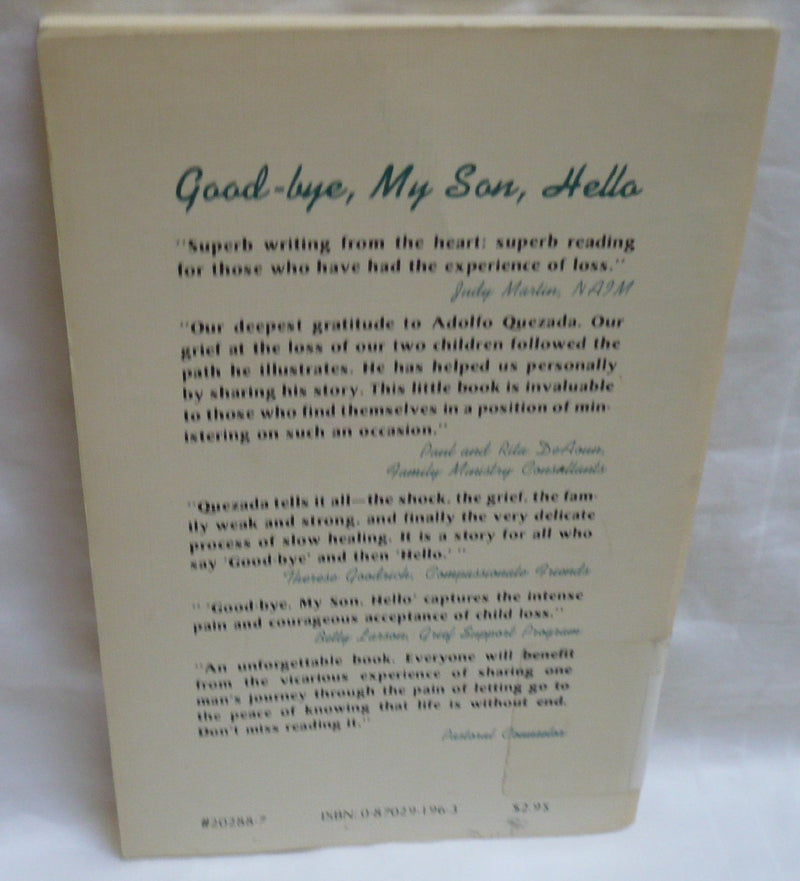 Good-bye, My Son, Hello
"Superb writing from the heart; superb reading
for those who have had the experience of loss."
Judy Martin, NAIM
"Our deepest gratitude to Adolfo Quezada. Our
grief at the loss of our two children followed the
path he illustrates. He has helped us personally
by sharing his story. This little book is invaluable
to those who find themselves in a position of min-
istering on such an occasion."
Paul and Rita
Family Ministry Consultants
"Quezada tells it all—the shock, the grief, the fam-
ily weak and strong, and finally the very delicate
process of slow healing. It is a story for all who
say 'Good-bye' and then 'Hello.' "
Therese Goodrich, Compassionate Friends
" 'Good-bye, My Son, Hello' captures the intense
pain and courageous acceptance of child loss."
Betty Larson, Grief Support Program
"An unforgettable book. Everyone will benefit
from the vicarious experience of sharing one
man's journey through the pain of letting go to
the peace of knowing that life is without end.
Don't miss reading it."
Pastoral Counselor
#20288-7 ISBN: 0-87029-196-3 $2.95